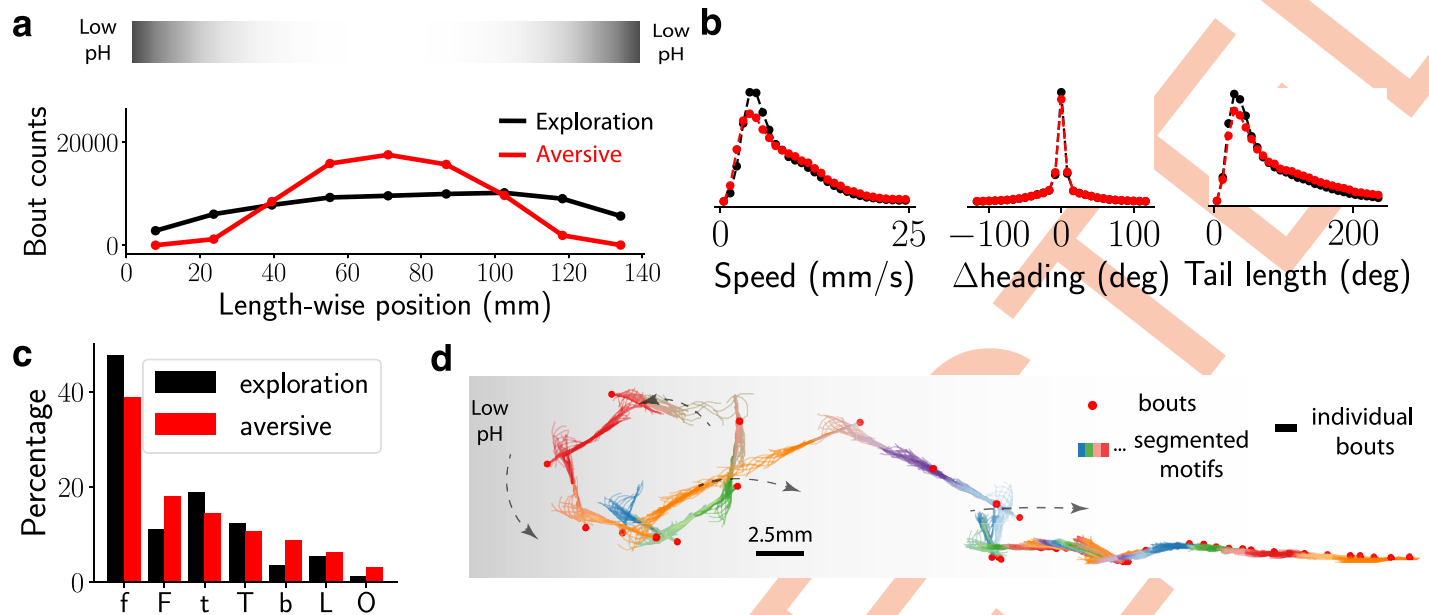 a
Low
pH
Low
pH
Bout counts
20000
0
Exploration
Aversive
0
20
40
60
80
100
120
140
Length-wise position (mm)
b
0
25
Speed (mm/s)
−100
0
100
Δheading (deg)
0
200
Tail length (deg)
c
Percentage
40
20
0
exploration
aversive
f
F
t
T
b
L
O
d
Low
pH
bouts
... segmented
motifs
individual
bouts
2.5mm